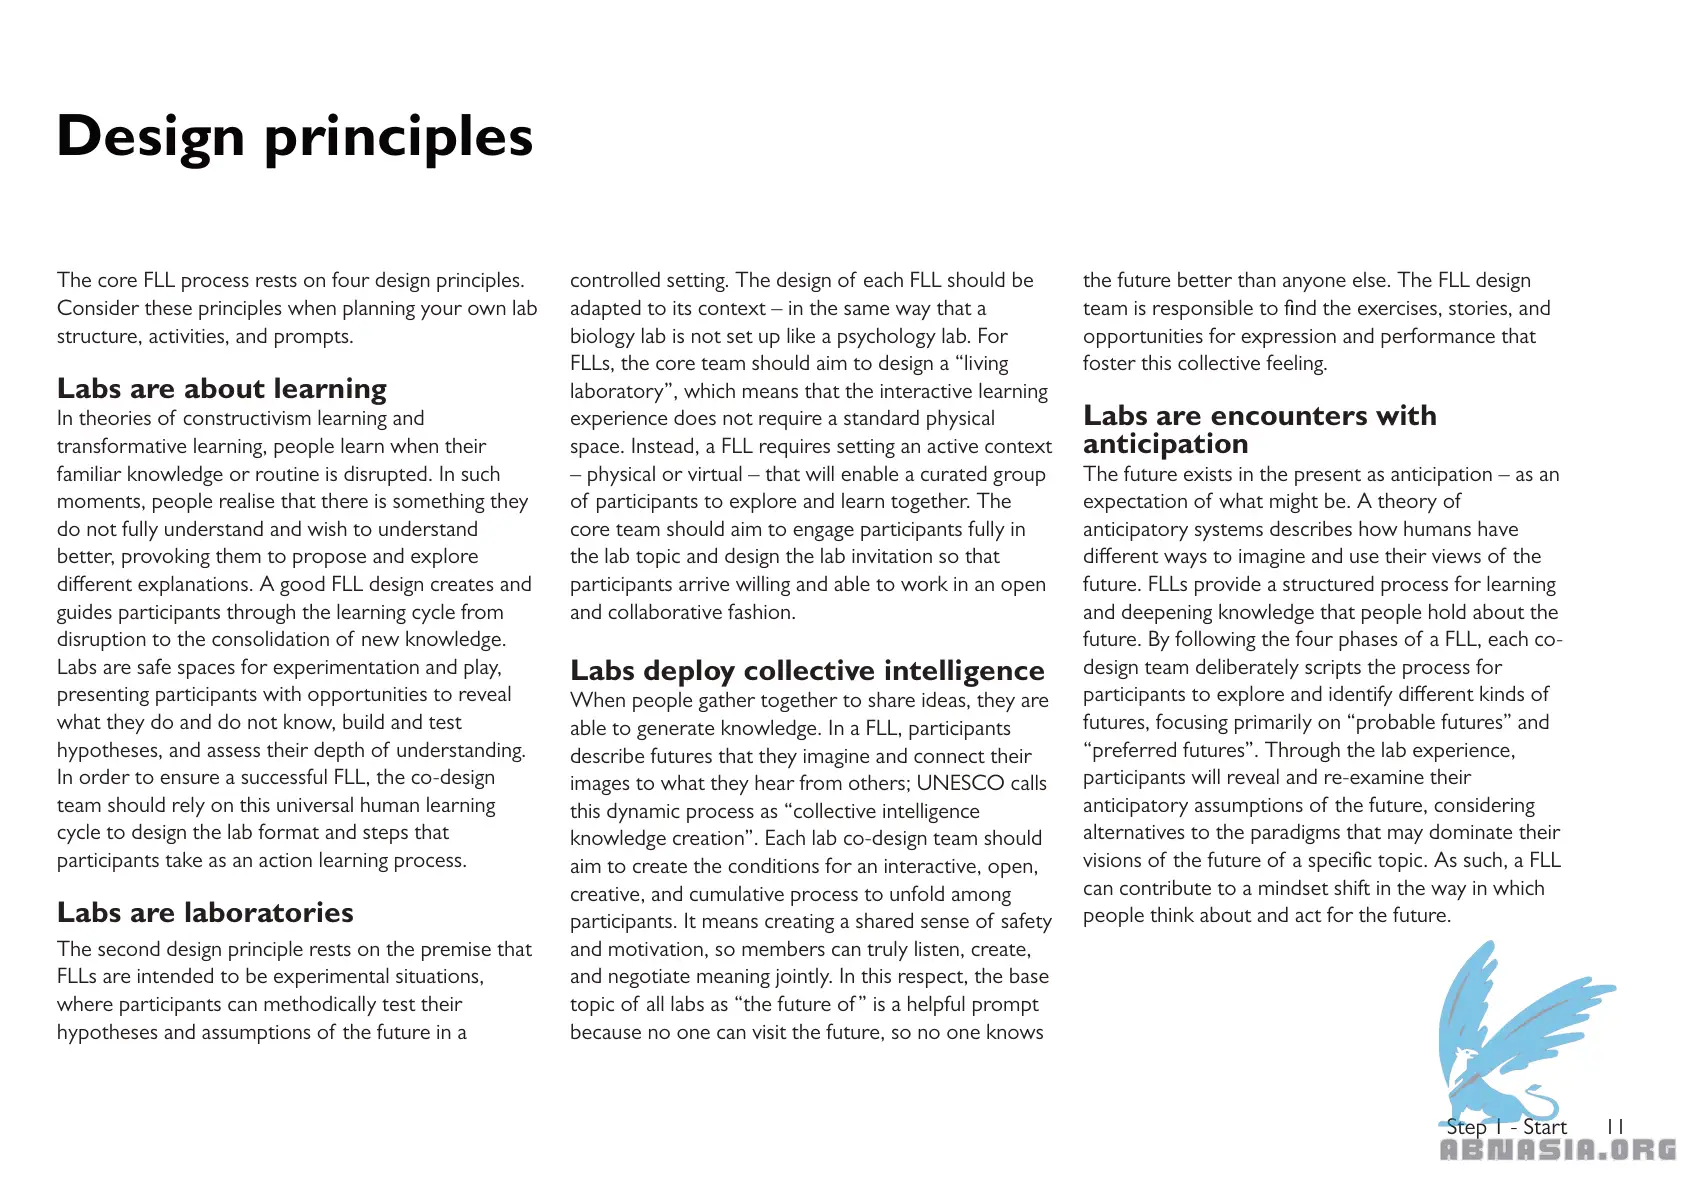 Design principles
The core FLL process rests on four design principles.
Consider these principles when planning your own lab
structure, activities, and prompts.
Labs are about learning
In theories of constructivism learning and
transformative learning, people learn when their
familiar knowledge or routine is disrupted. In such
moments, people realise that there is something they
do not fully understand and wish to understand
better, provoking them to propose and explore
different explanations. A good FLL design creates and
guides participants through the learning cycle from
disruption to the consolidation of new knowledge.
Labs are safe spaces for experimentation and play,
presenting participants with opportunities to reveal
what they do and do not know, build and test
hypotheses, and assess their depth of understanding.
In order to ensure a successful FLL, the co-design
team should rely on this universal human learning
cycle to design the lab format and steps that
participants take as an action learning process.
Labs are laboratories
The second design principle rests on the premise that
FLLs are intended to be experimental situations,
where participants can methodically test their
hypotheses and assumptions of the future in a
controlled setting. The design of each FLL should be
adapted to its context – in the same way that a
biology lab is not set up like a psychology lab. For
FLLs, the core team should aim to design a “living
laboratory”, which means that the interactive learning
experience does not require a standard physical
space. Instead, a FLL requires setting an active context
– physical or virtual – that will enable a curated group
of participants to explore and learn together. The
core team should aim to engage participants fully in
the lab topic and design the lab invitation so that
participants arrive willing and able to work in an open
and collaborative fashion.
Labs deploy collective intelligence
When people gather together to share ideas, they are
able to generate knowledge. In a FLL, participants
describe futures that they imagine and connect their
images to what they hear from others; UNESCO calls
this dynamic process as “collective intelligence
knowledge creation”. Each lab co-design team should
aim to create the conditions for an interactive, open,
creative, and cumulative process to unfold among
participants. It means creating a shared sense of safety
and motivation, so members can truly listen, create,
and negotiate meaning jointly. In this respect, the base
topic of all labs as “the future of” is a helpful prompt
because no one can visit the future, so no one knows
the future better than anyone else. The FLL design
team is responsible to find the exercises, stories, and
opportunities for expression and performance that
foster this collective feeling.
Labs are encounters with
anticipation
The future exists in the present as anticipation – as an
expectation of what might be. A theory of
anticipatory systems describes how humans have
different ways to imagine and use their views of the
future. FLLs provide a structured process for learning
and deepening knowledge that people hold about the
future. By following the four phases of a FLL, each co-
design team deliberately scripts the process for
participants to explore and identify different kinds of
futures, focusing primarily on “probable futures” and
“preferred futures”. Through the lab experience,
participants will reveal and re-examine their
anticipatory assumptions of the future, considering
alternatives to the paradigms that may dominate their
visions of the future of a specific topic. As such, a FLL
can contribute to a mindset shift in the way in which
people think about and act for the future.
Step 1 - Start 11
ABNASIA.ORG